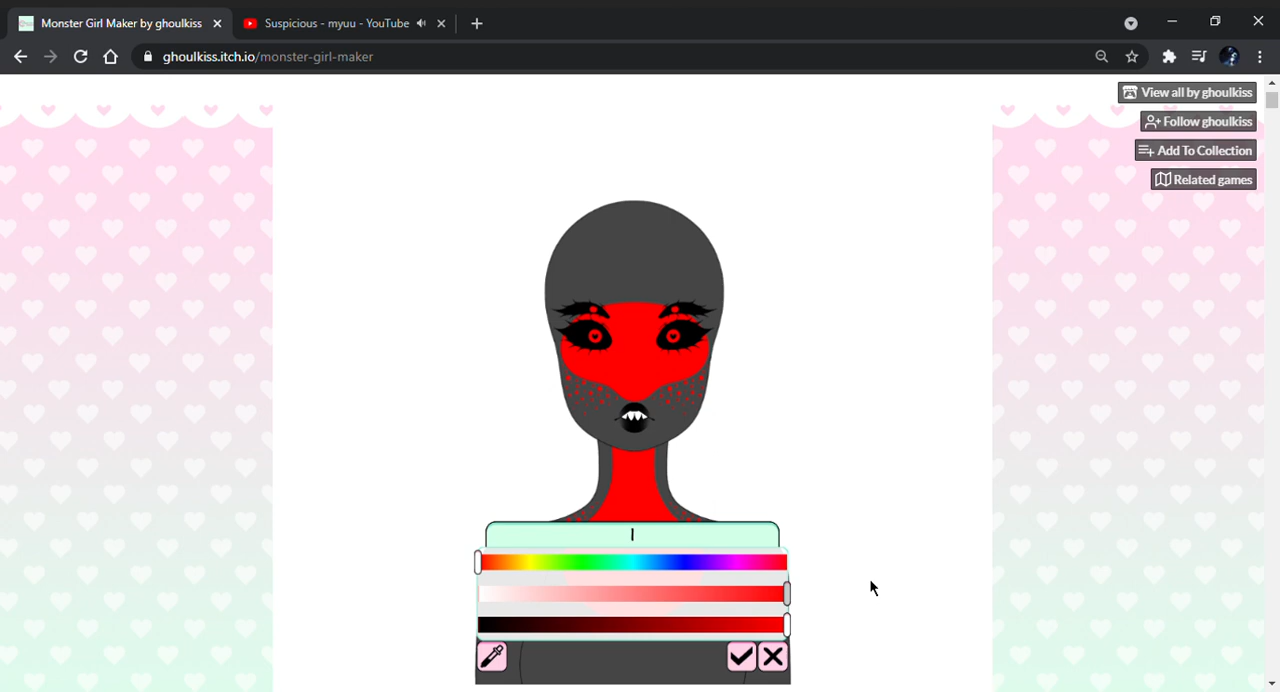 Monster Girl Maker by ghoulkiss
Suspicious - myuu - YouTube
ghoulkiss.itch.io/monster-girl-maker
View all by ghoulkiss
Follow ghoulkiss
Add To Collection
Related games